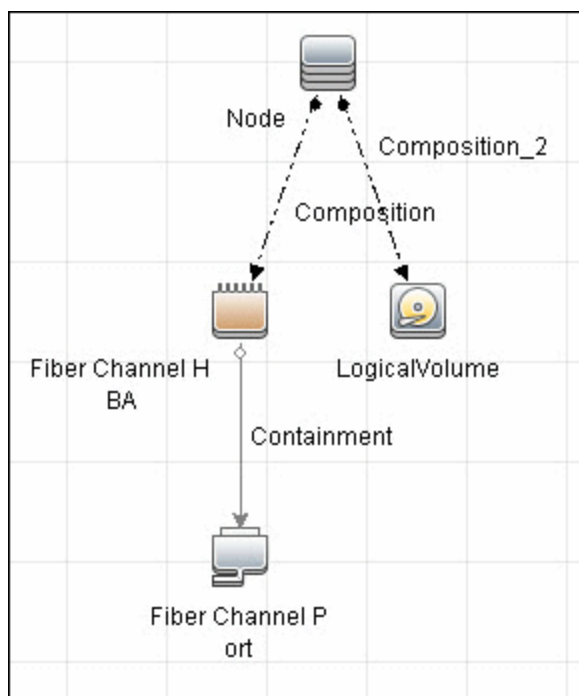 Node
Composition_2
Composition
Fiber Channel H
BA
LogicalVolume
Containment
Fiber Channel P
ort